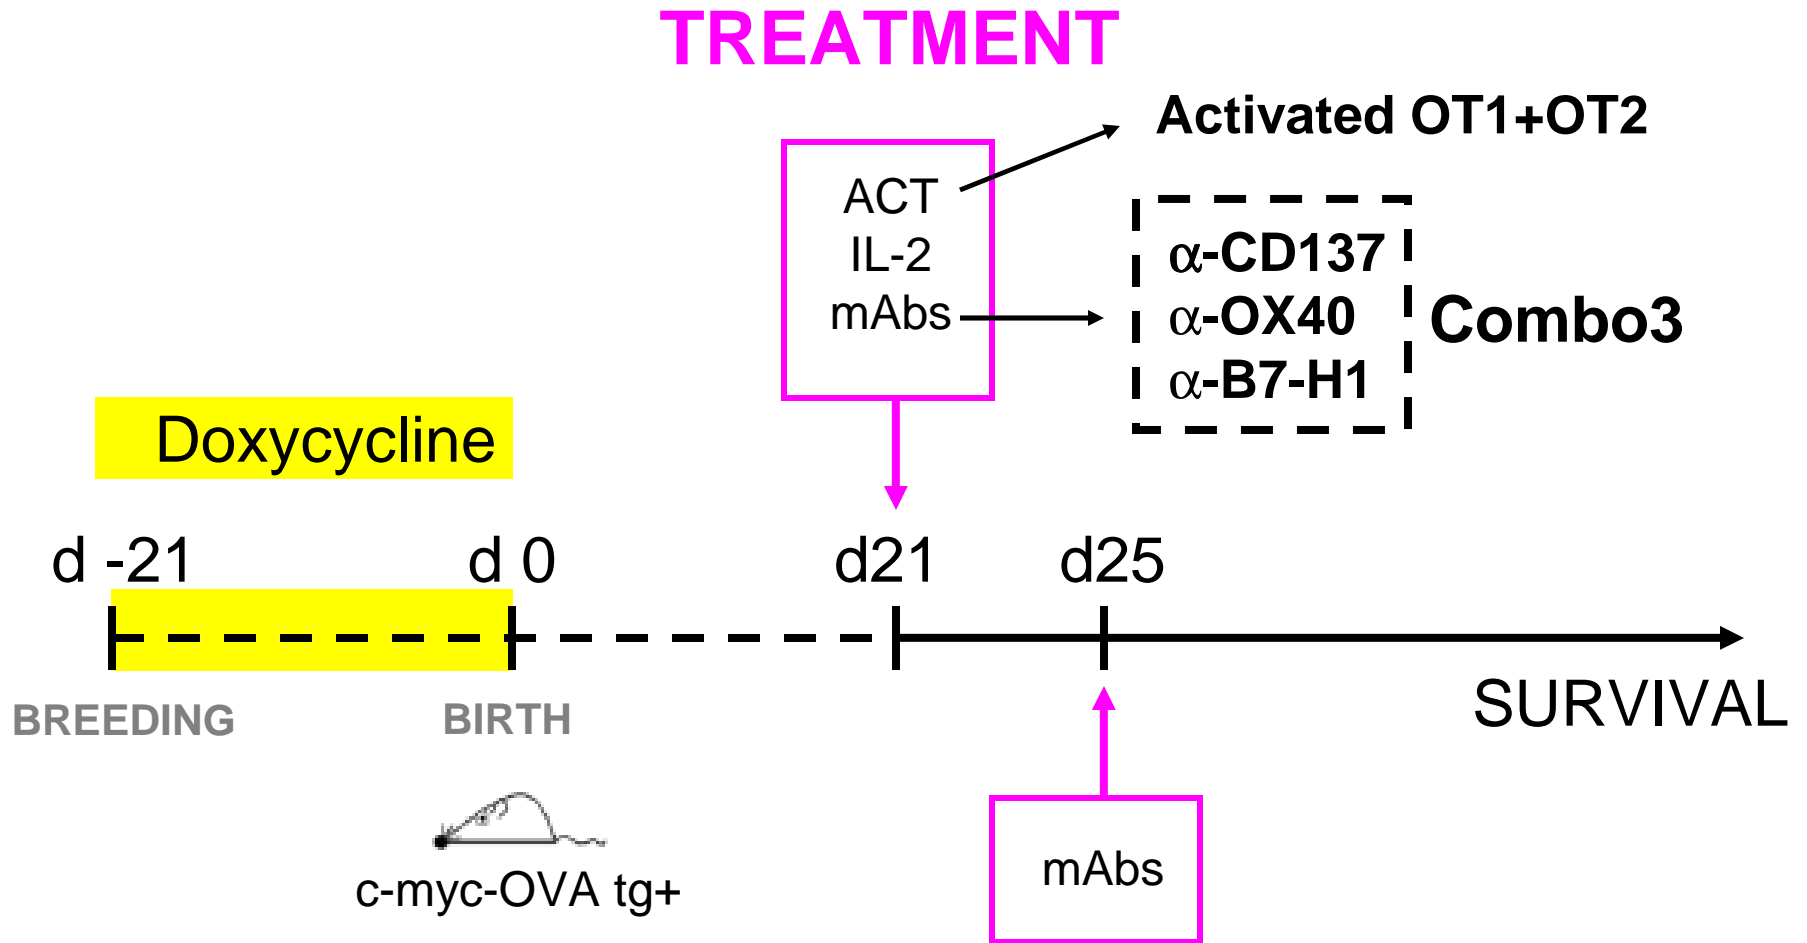 TREATMENT
Activated OT1+OT2
ACT
IL-2
mAbs
α-CD137
α-OX40
α-B7-H1
Combo3
Doxycycline
d -21
d 0
d21
d25
BREEDING
BIRTH
SURVIVAL
c-myc-OVA tg+
mAbs